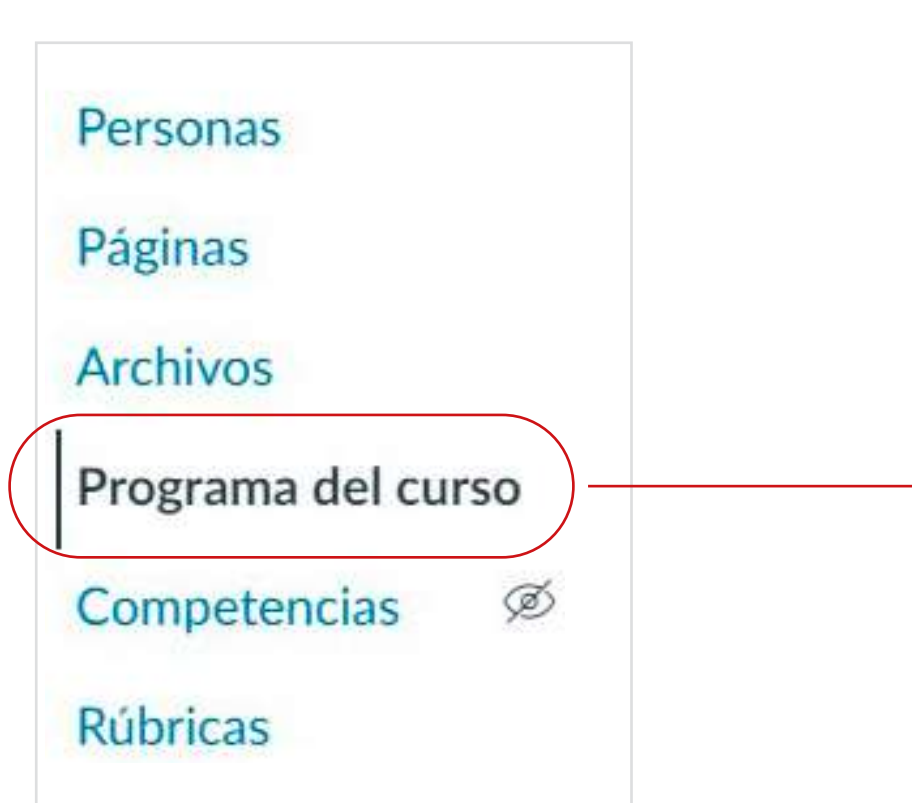 Personas
Páginas
Archivos
Programa del curso
Competencias
Rúbricas